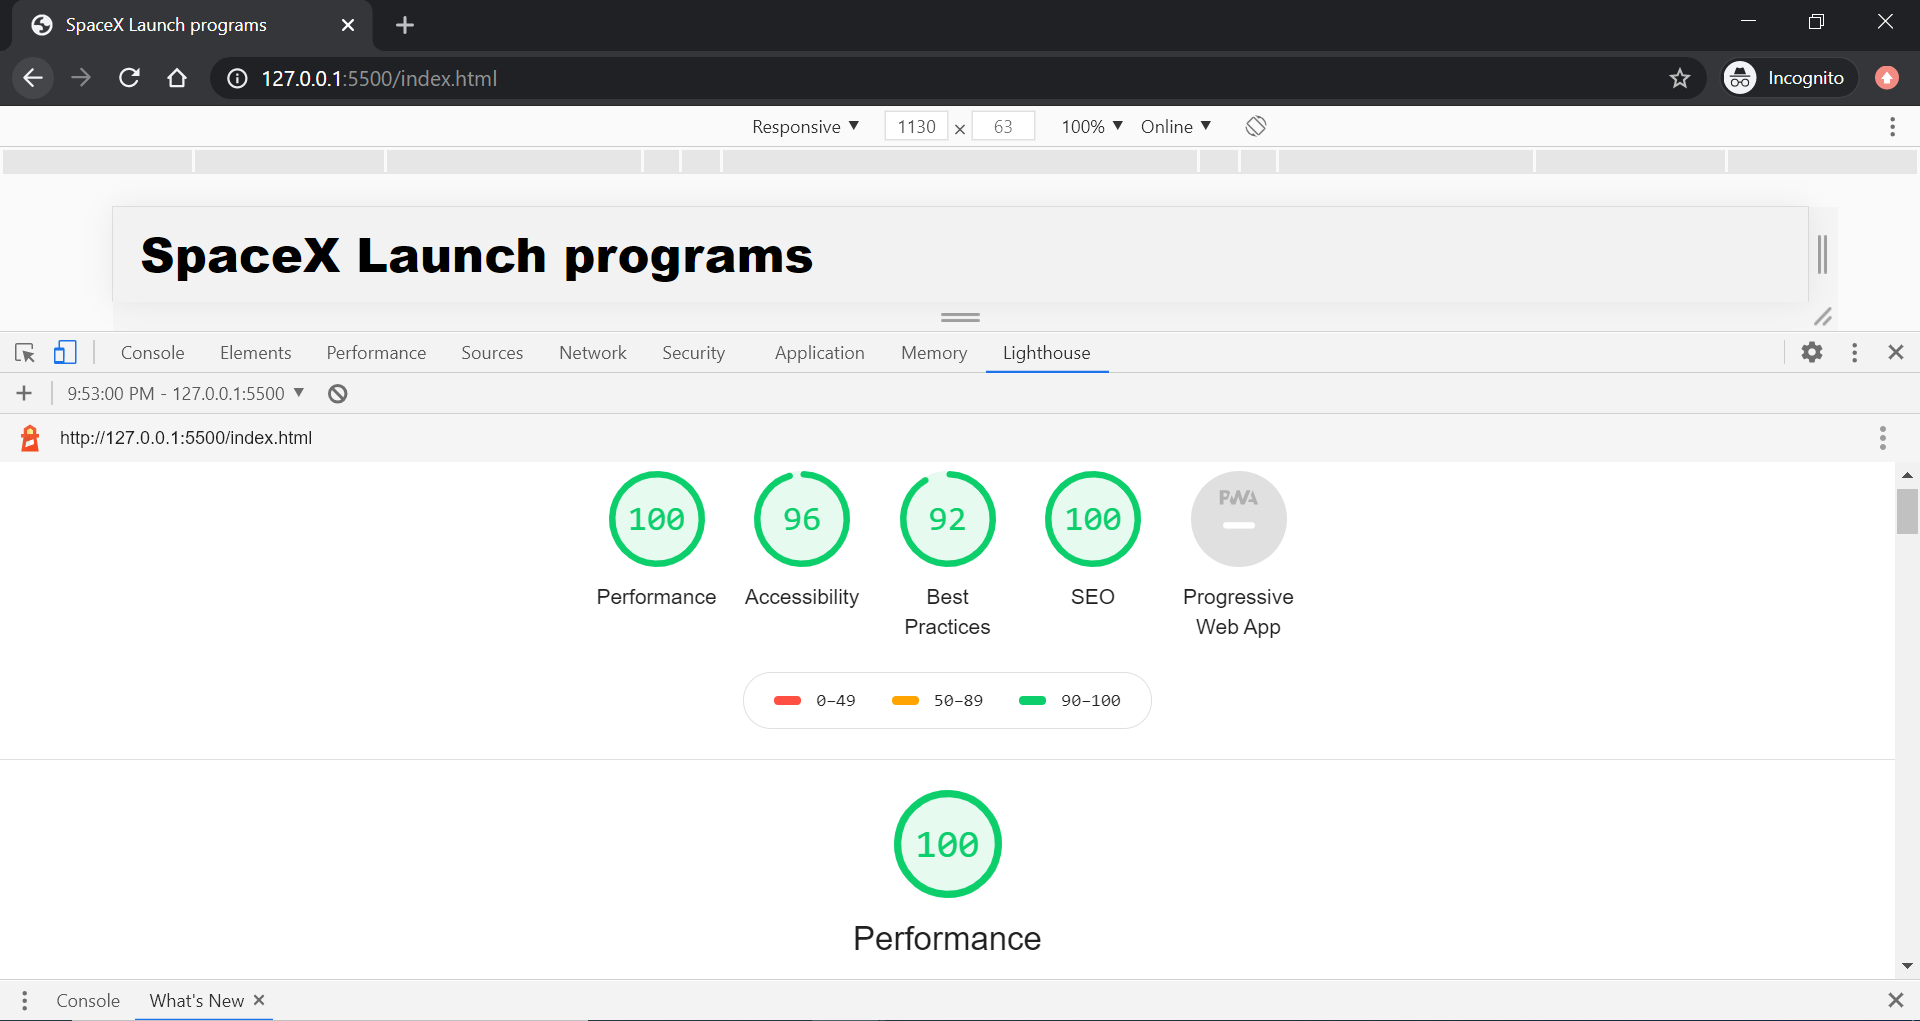 SpaceX Launch programs
127.0.0.1:5500/index.html
Incognito
Responsive ▼ 1130 × 63 100% ▼ Online ▼
SpaceX Launch programs
Console Elements Performance Sources Network Security Application Memory Lighthouse
9:53:00 PM - 127.0.0.1:5500 ▼
http://127.0.0.1:5500/index.html
100 96 92 100 PWA
Performance Accessibility Best Practices SEO Progressive Web App
0–49 50–89 90–100
100
Performance
Console What's New